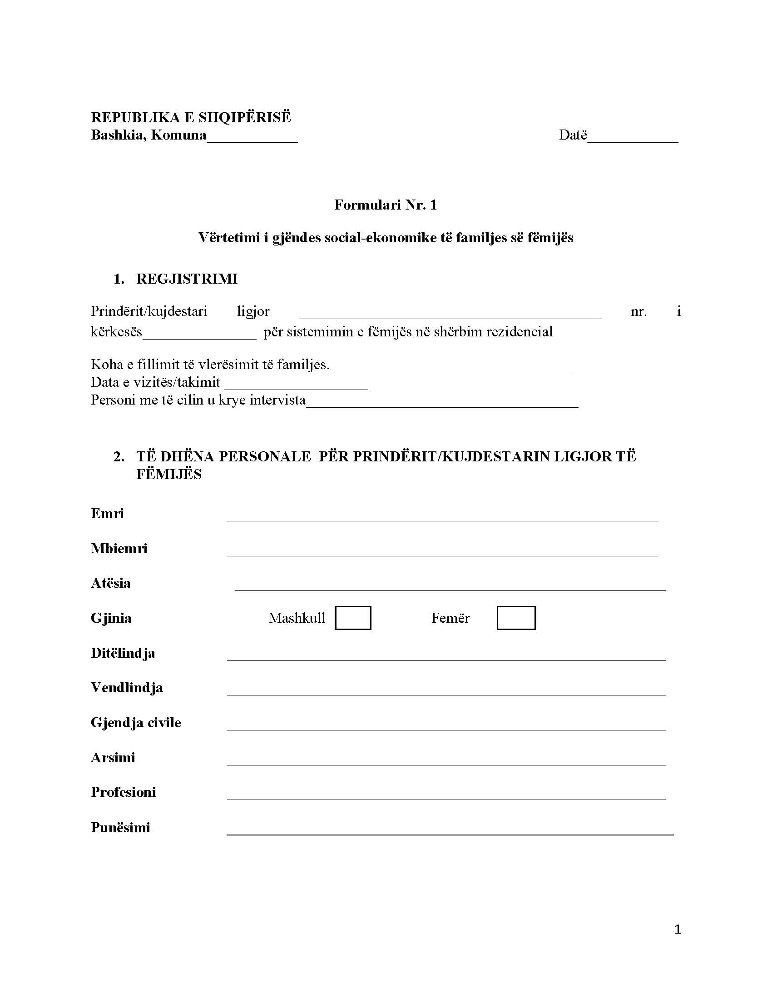 REPUBLIKA E SHQIPËRISË
Bashkia, Komuna____________ Datë____________
Formulari Nr. 1
Vërtetimi i gjëndes social-ekonomike të familjes së fëmijës
1. REGJISTRIMI
Prindërit/kujdestari ligjor ________________________________________ nr. i
kërkesës_______________ për sistemimin e fëmijës në shërbim rezidencial
Koha e fillimit të vlerësimit të familjes.________________________________
Data e vizitës/takimit ___________________
Personi me të cilin u krye intervista____________________________________
2. TË DHËNA PERSONALE PËR PRINDËRIT/KUJDESTARIN LIGJOR TË
FËMIJËS
Emri _________________________________________________________
Mbiemri _________________________________________________________
Atësia _________________________________________________________
Gjinia Mashkull Femër
Ditëlindja __________________________________________________________
Vendlindja __________________________________________________________
Gjendja civile __________________________________________________________
Arsimi __________________________________________________________
Profesioni __________________________________________________________
Punësimi ___________________________________________________________
1